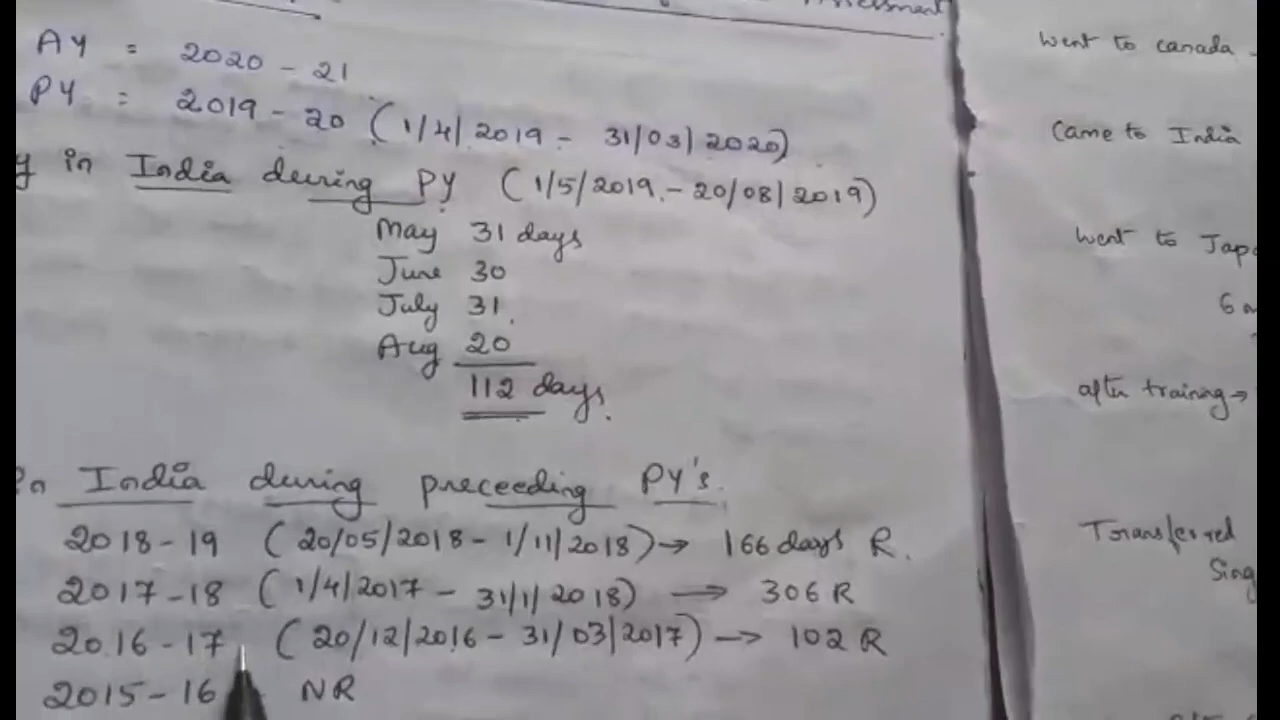 Assessment
AY = 2020-21
PY = 2019-20 (1/4/2019 - 31/03/2020)
y in India during PY (1/5/2019 - 20/08/2019)
May 31 days
June 30
July 31
Aug 20
112 days
In India during preceeding PY's.
2018-19 (20/05/2018 - 1/11/2018) → 166 days R.
2017-18 (1/4/2017 - 31/1/2018) → 306 R
2016-17 (20/12/2016 - 31/03/2017) → 102 R
2015-16 NR
Went to canada -
Came to India
Went to Japa
6
after training →
Transferred
Sing